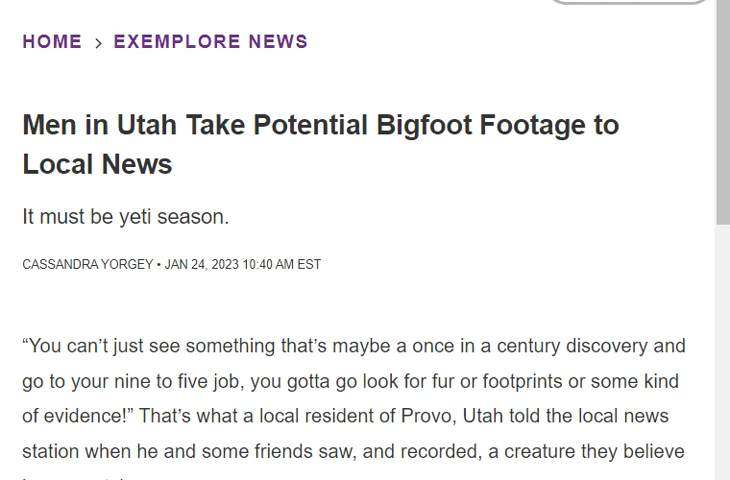 HOME > EXEMPLORE NEWS
Men in Utah Take Potential Bigfoot Footage to
Local News
It must be yeti season.
CASSANDRA YORGEY • JAN 24, 2023 10:40 AM EST
“You can’t just see something that’s maybe a once in a century discovery and
go to your nine to five job, you gotta go look for fur or footprints or some kind
of evidence!” That’s what a local resident of Provo, Utah told the local news
station when he and some friends saw, and recorded, a creature they believe